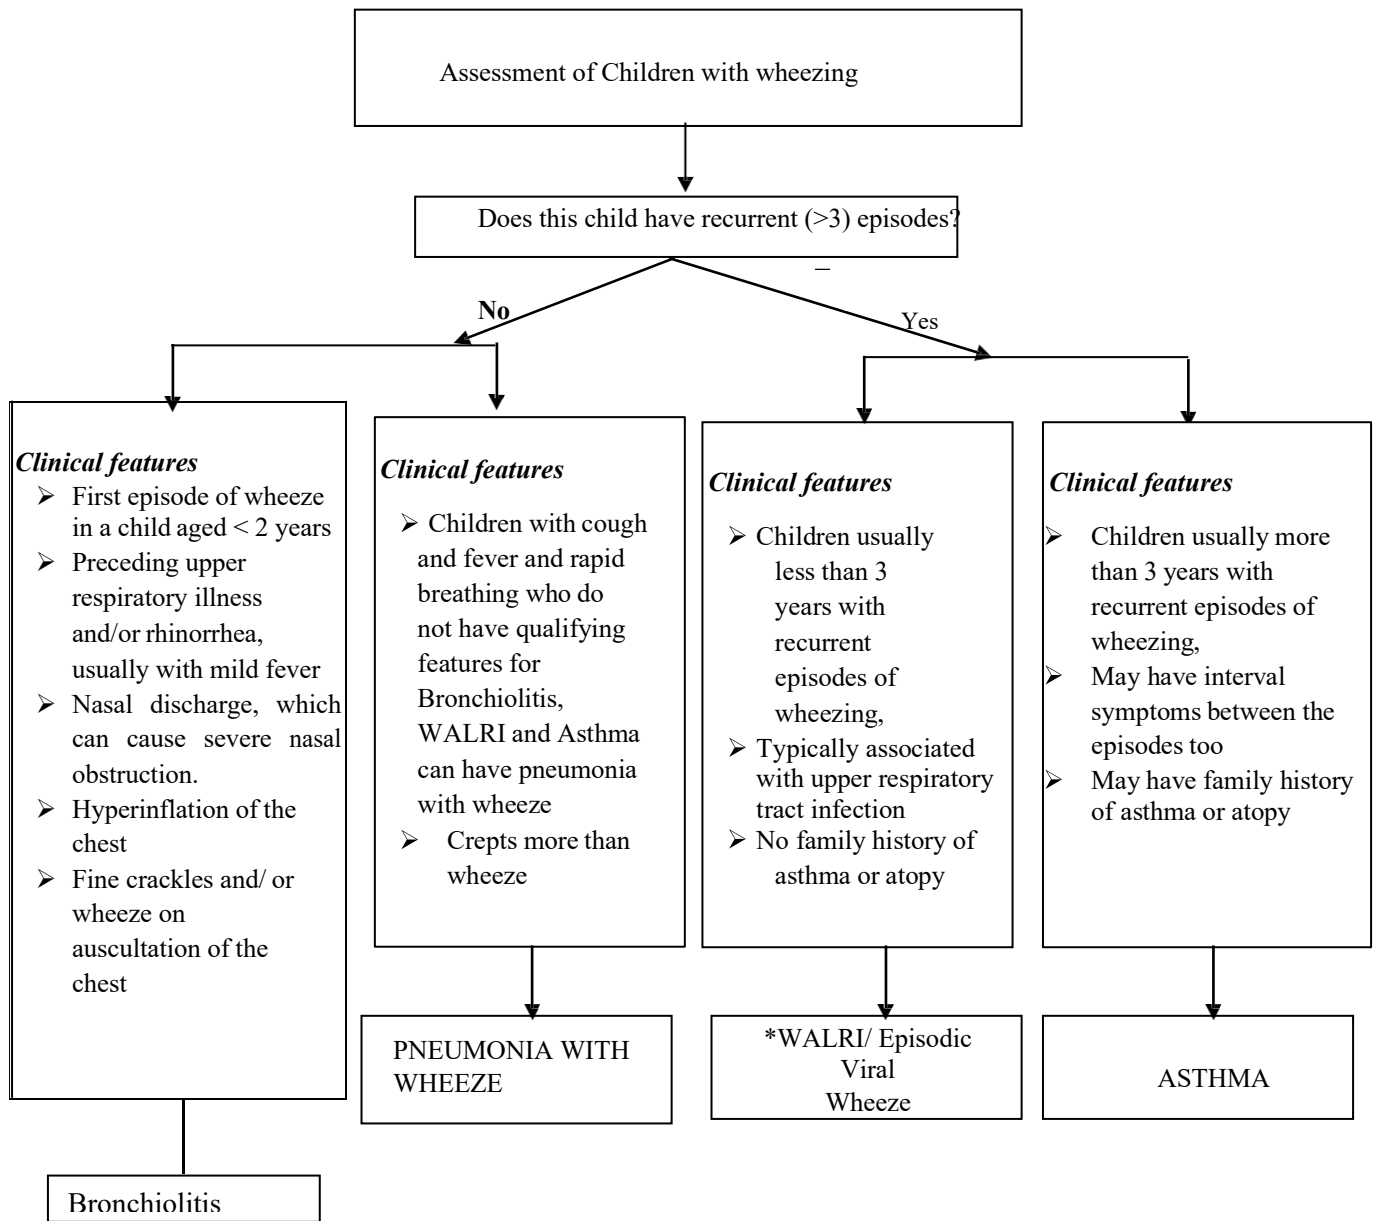 Assessment of Children with wheezing
Does this child have recurrent (>3) episodes?
No
Yes
Clinical features
➢ First episode of wheeze
in a child aged < 2 years
➢ Preceding upper
respiratory illness
and/or rhinorrhea,
usually with mild fever
➢ Nasal discharge, which
can cause severe nasal
obstruction.
➢ Hyperinflation of the
chest
➢ Fine crackles and/ or
wheeze on
auscultation of the
chest
Bronchiolitis
Clinical features
➢ Children with cough
and fever and rapid
breathing who do
not have qualifying
features for
Bronchiolitis,
WALRI and Asthma
can have pneumonia
with wheeze
➢ Crepts more than
wheeze
PNEUMONIA WITH
WHEEZE
Clinical features
➢ Children usually
less than 3
years with
recurrent
episodes of
wheezing,
➢ Typically associated
with upper respiratory
tract infection
➢ No family history of
asthma or atopy
*WALRI/ Episodic
Viral
Wheeze
Clinical features
➢ Children usually more
than 3 years with
recurrent episodes of
wheezing,
➢ May have interval
symptoms between the
episodes too
➢ May have family history
of asthma or atopy
ASTHMA